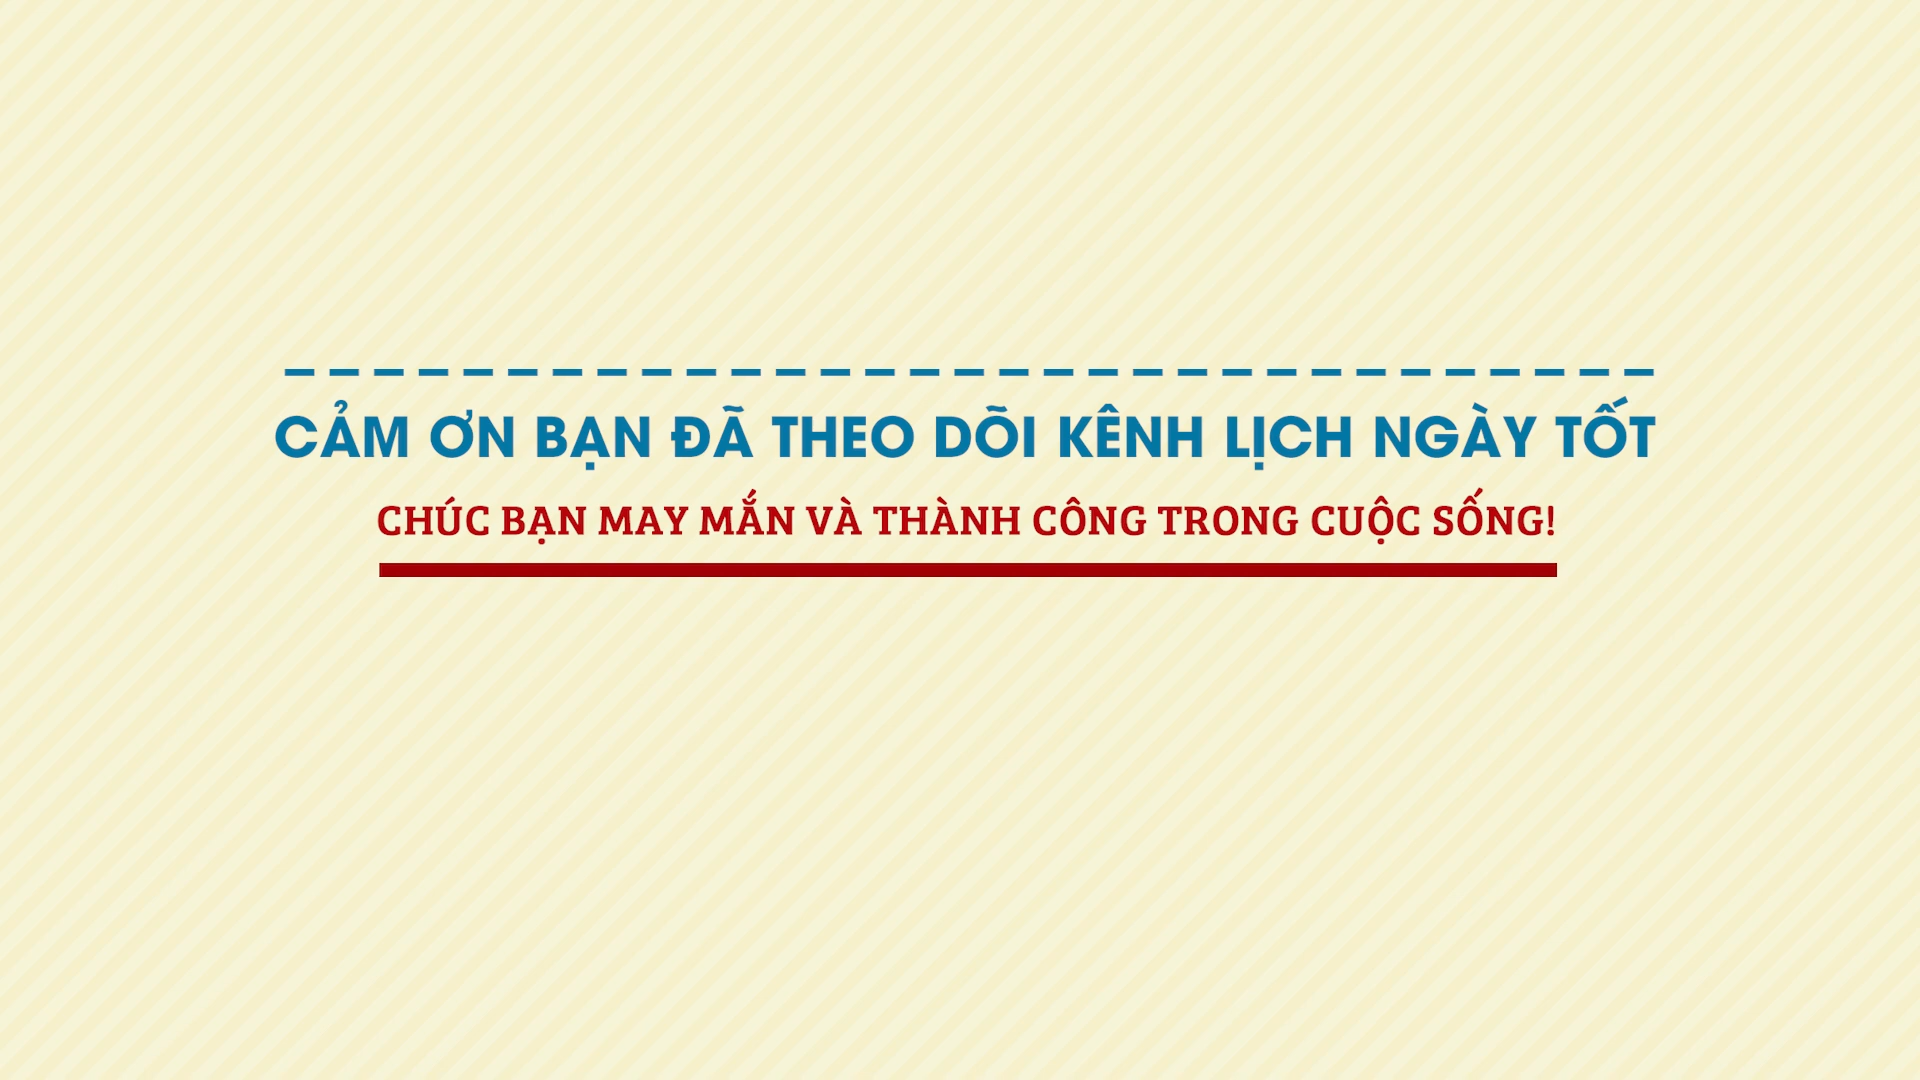 CẢM ƠN BẠN ĐÃ THEO DÕI KÊNH LỊCH NGÀY TỐT
CHÚC BẠN MAY MẮN VÀ THÀNH CÔNG TRONG CUỘC SỐNG!